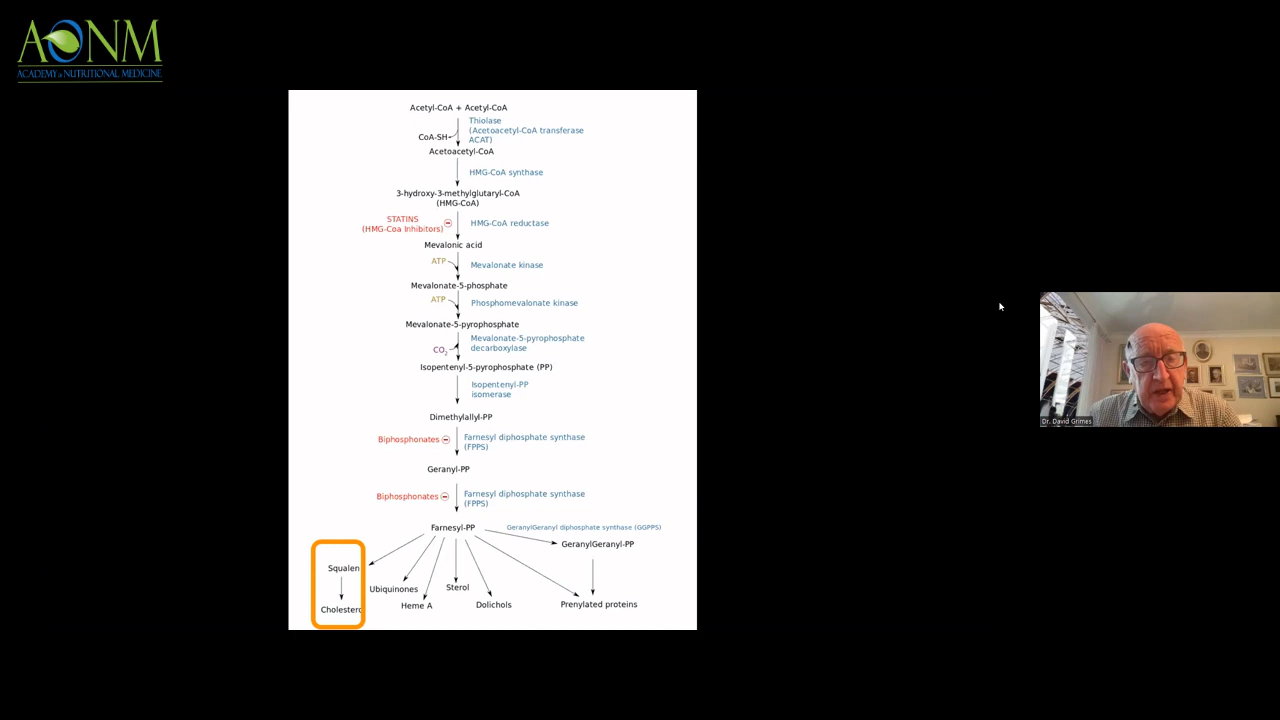 AONM
ACADEMY of NUTRITIONAL MEDICINE
Acetyl-CoA + Acetyl-CoA
Thiolase
(Acetoacetyl-CoA transferase
ACAT)
CoA-SH
Acetoacetyl-CoA
HMG-CoA synthase
3-hydroxy-3-methylglutaryl-CoA
(HMG-CoA)
STATINS
(HMG-Coa Inhibitors)
HMG-CoA reductase
Mevalonic acid
ATP
Mevalonate kinase
Mevalonate-5-phosphate
ATP
Phosphomevalonate kinase
Mevalonate-5-pyrophosphate
Mevalonate-5-pyrophosphate
decarboxylase
CO2
Isopentenyl-5-pyrophosphate (PP)
Isopentenyl-PP
isomerase
Dimethylallyl-PP
Biphosphonates
Farnesyl diphosphate synthase
(FPPS)
Geranyl-PP
Biphosphonates
Farnesyl diphosphate synthase
(FPPS)
Farnesyl-PP
GeranylGeranyl diphosphate synthase (GGPPS)
GeranylGeranyl-PP
Squalen
Ubiquinones
Sterol
Cholestero
Heme A
Dolichols
Prenylated proteins
Dr. David Grimes